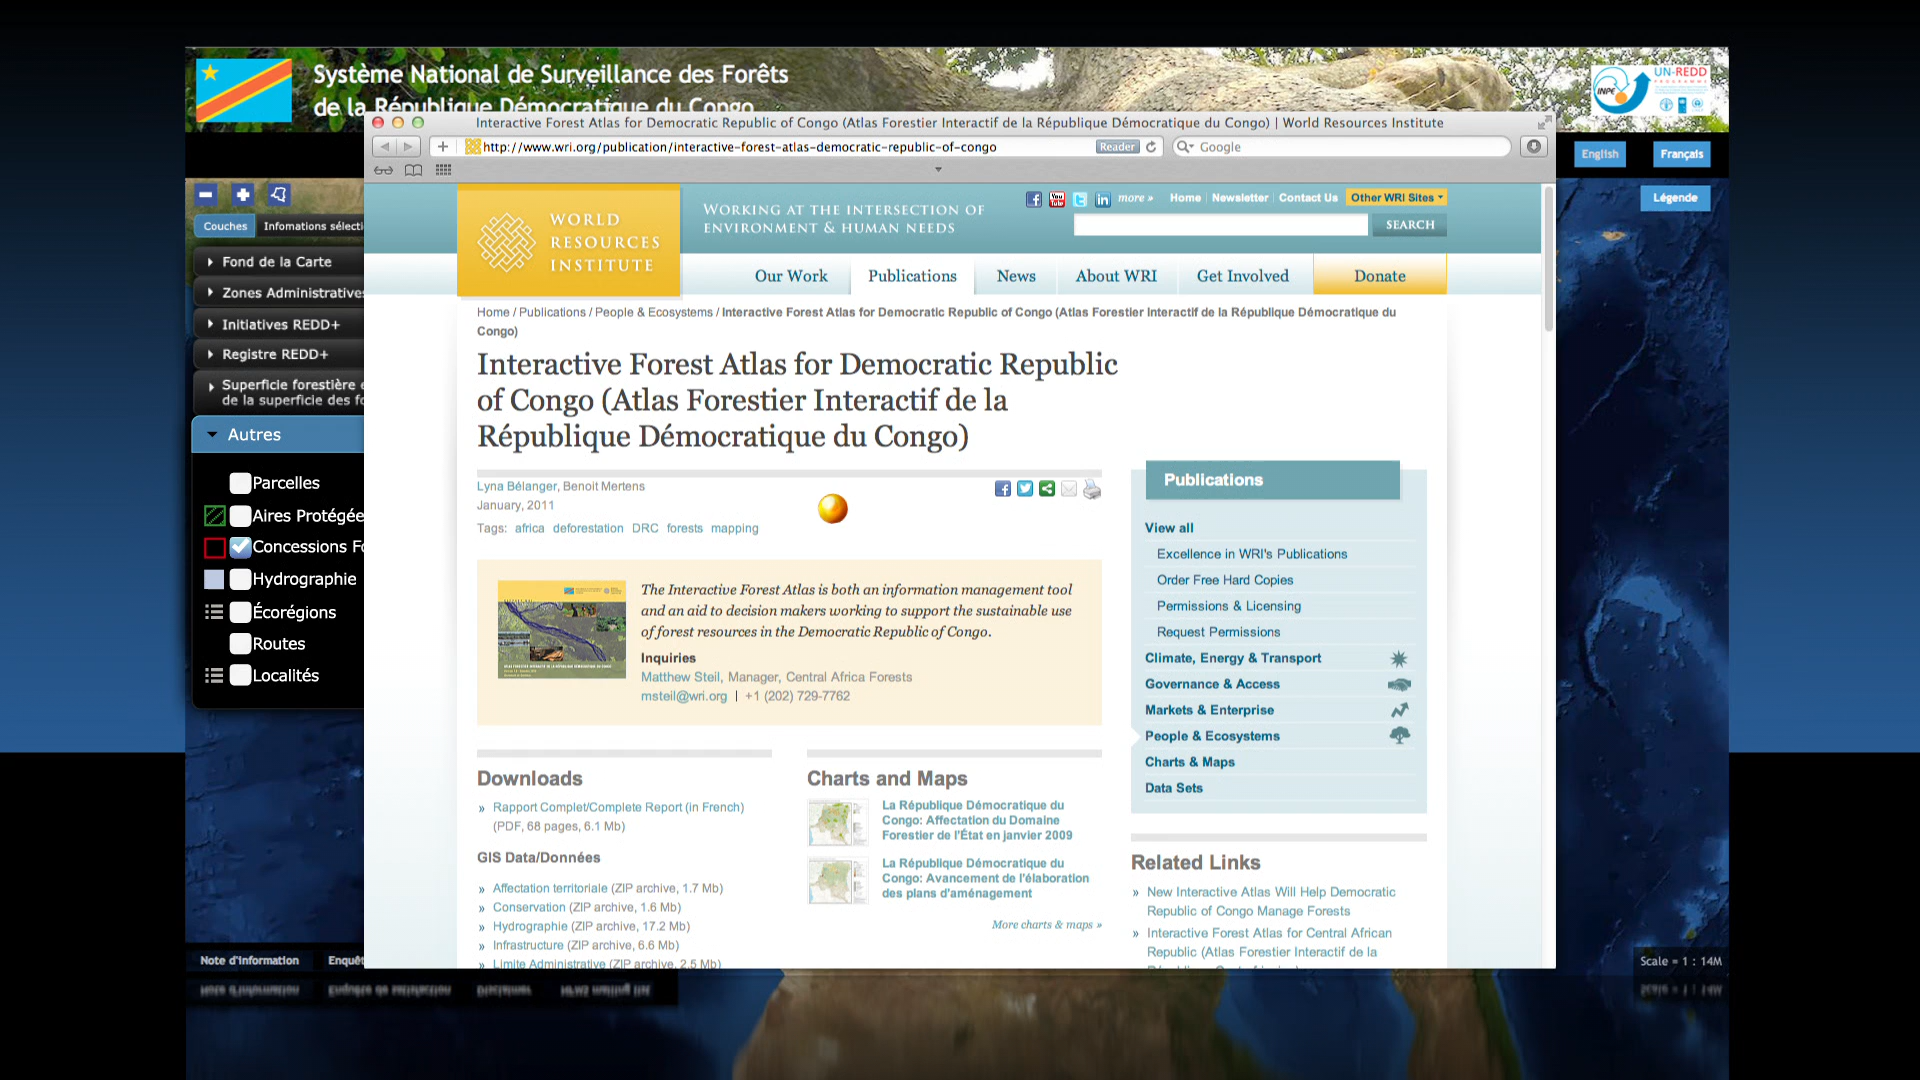 Système National de Surveillance des Forêts
de la République Démocratique du Congo
UN-REDD
PROGRAMME
INPE
Interactive Forest Atlas for Democratic Republic of Congo (Atlas Forestier Interactif de la République Démocratique du Congo) | World Resources Institute
http://www.wri.org/publication/interactive-forest-atlas-democratic-republic-of-congo
Reader
Google
English
Français
Légende
Couches
Infomations sélecti
Fond de la Carte
Zones Administratives
Initiatives REDD+
Registre REDD+
Superficie forestière e
de la superficie des fo
Autres
Parcelles
Aires Protégée
Concessions Fo
Hydrographie
Écorégions
Routes
Localités
WORLD
RESOURCES
INSTITUTE
WORKING AT THE INTERSECTION OF
ENVIRONMENT & HUMAN NEEDS
You
Tube
more »
Home
Newsletter
Contact Us
Other WRI Sites
SEARCH
Our Work
Publications
News
About WRI
Get Involved
Donate
Home / Publications / People & Ecosystems / Interactive Forest Atlas for Democratic Republic of Congo (Atlas Forestier Interactif de la République Démocratique du
Congo)
Interactive Forest Atlas for Democratic Republic
of Congo (Atlas Forestier Interactif de la
République Démocratique du Congo)
Lyna Bélanger, Benoit Mertens
January, 2011
Tags: africa deforestation DRC forests mapping
The Interactive Forest Atlas is both an information management tool
and an aid to decision makers working to support the sustainable use
of forest resources in the Democratic Republic of Congo.
Inquiries
Matthew Steil, Manager, Central Africa Forests
msteil@wri.org | +1 (202) 729-7762
Downloads
» Rapport Complet/Complete Report (in French)
(PDF, 68 pages, 6.1 Mb)
GIS Data/Données
» Affectation territoriale (ZIP archive, 1.7 Mb)
» Conservation (ZIP archive, 1.6 Mb)
» Hydrographie (ZIP archive, 17.2 Mb)
» Infrastructure (ZIP archive, 6.6 Mb)
» Limite Administrative (ZIP archive, 2.5 Mb)
Charts and Maps
La République Démocratique du
Congo: Affectation du Domaine
Forestier de l'État en janvier 2009
La République Démocratique du
Congo: Avancement de l'élaboration
des plans d'aménagement
More charts & maps »
Publications
View all
Excellence in WRI's Publications
Order Free Hard Copies
Permissions & Licensing
Request Permissions
Climate, Energy & Transport
Governance & Access
Markets & Enterprise
People & Ecosystems
Charts & Maps
Data Sets
Related Links
» New Interactive Atlas Will Help Democratic
Republic of Congo Manage Forests
» Interactive Forest Atlas for Central African
Republic (Atlas Forestier Interactif de la
Note d'Information
Enquêt
Scale = 1 : 14M